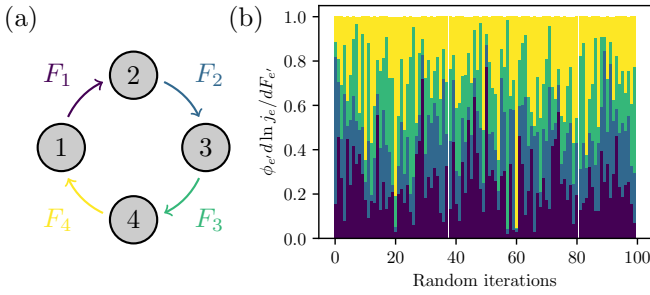 (a)
F₁
F₂
F₃
F₄
1
2
3
4
(b)
ϕₑ′ d ln jₑ/dFₑ′
1.0
0.8
0.6
0.4
0.2
0.0
0 20 40 60 80 100
Random iterations